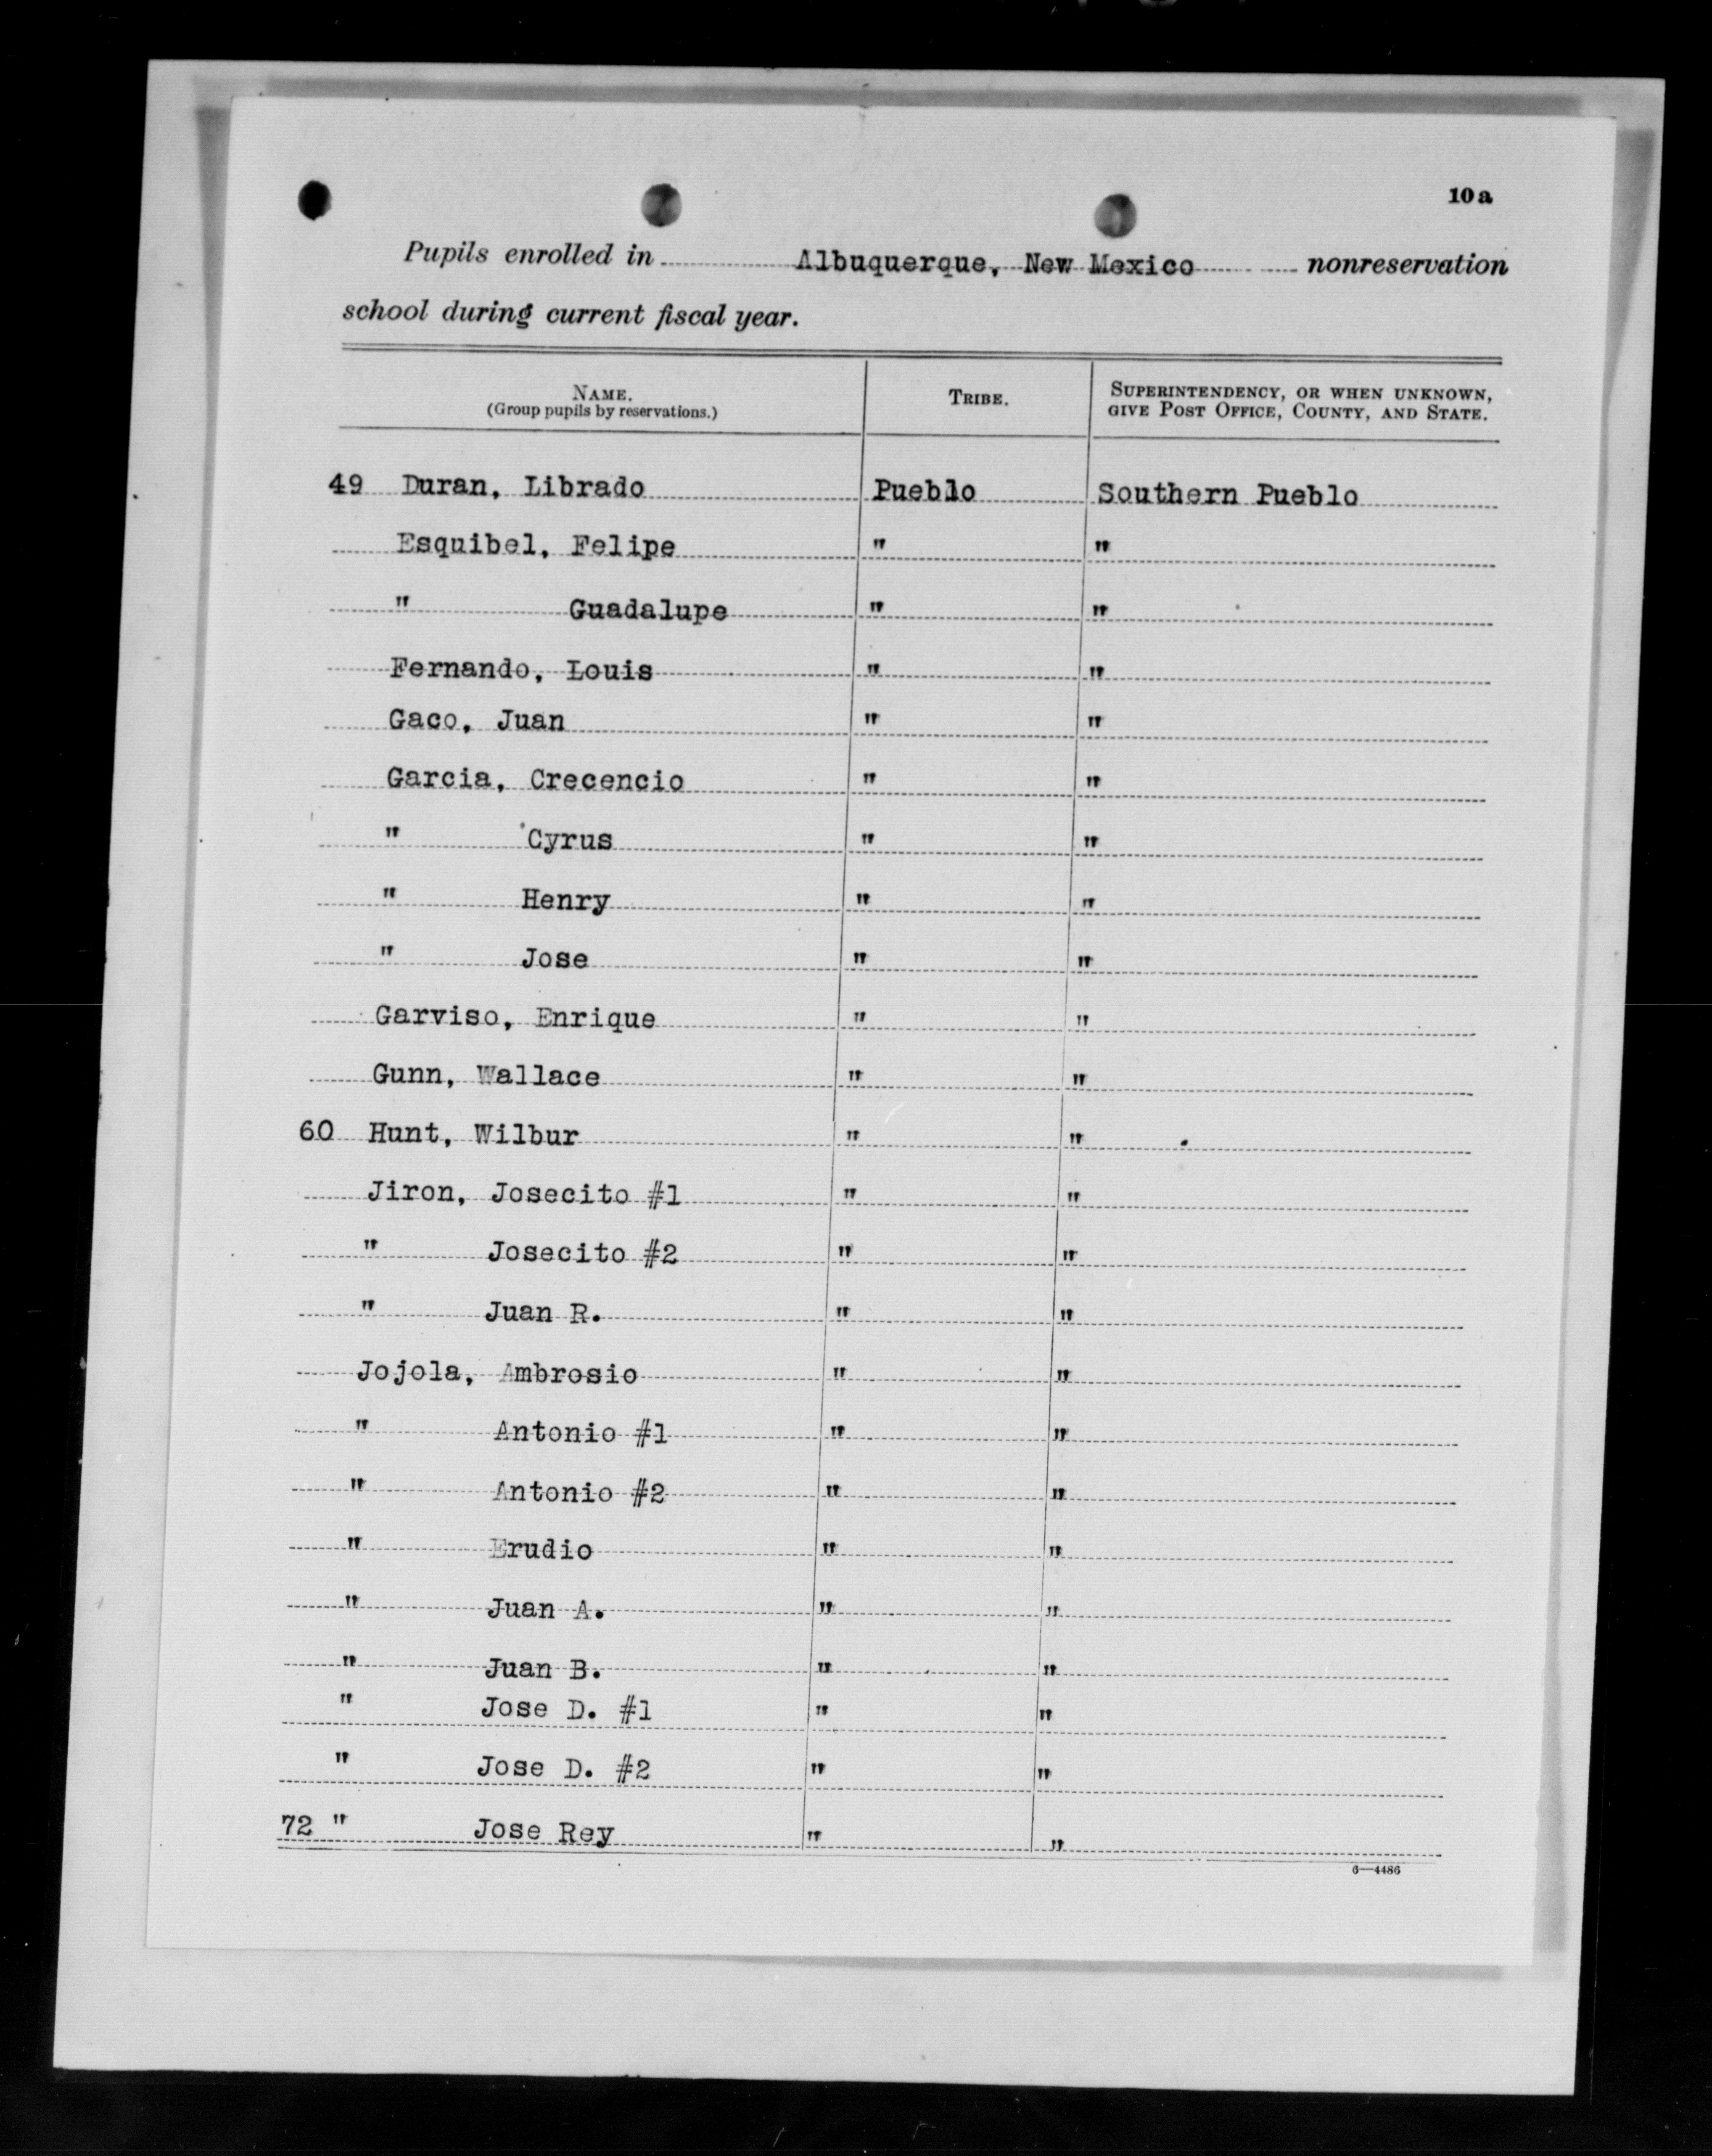 10a
Pupils enrolled in Albuquerque, New Mexico nonreservation
school during current fiscal year.
NAME. TRIBE. SUPERINTENDENCY, OR WHEN UNKNOWN,
(Group pupils by reservations.) GIVE POST OFFICE, COUNTY, AND STATE.
49 Duran, Librado Pueblo Southern Pueblo
Esquibel, Felipe " "
" Guadalupe " "
Fernando, Louis " "
Gaco, Juan " "
Garcia, Crecencio " "
" Cyrus " "
" Henry " "
" Jose " "
Garviso, Enrique " "
Gunn, Wallace " "
60 Hunt, Wilbur " "
Jiron, Josecito #1 " "
" Josecito #2 " "
" Juan R. " "
Jojola, Ambrosio " "
" Antonio #1 " "
" Antonio #2 " "
" Erudio " "
" Juan A. " "
" Juan B. " "
" Jose D. #1 " "
" Jose D. #2 " "
72 " Jose Rey " "
6—4486